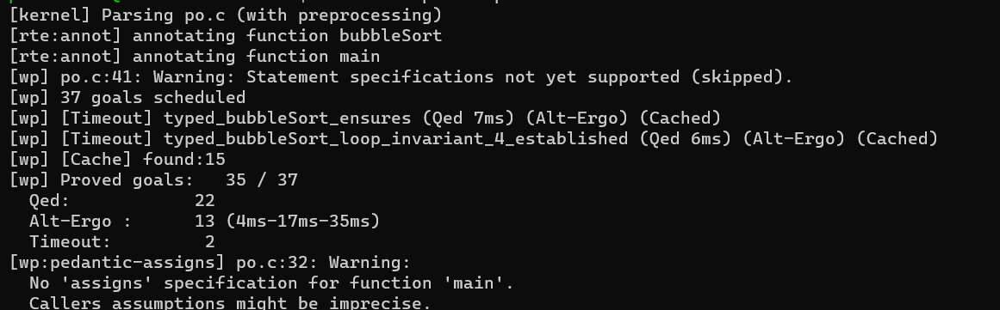 [kernel] Parsing po.c (with preprocessing)
[rte:annot] annotating function bubbleSort
[rte:annot] annotating function main
[wp] po.c:41: Warning: Statement specifications not yet supported (skipped).
[wp] 37 goals scheduled
[wp] [Timeout] typed_bubbleSort_ensures (Qed 7ms) (Alt-Ergo) (Cached)
[wp] [Timeout] typed_bubbleSort_loop_invariant_4_established (Qed 6ms) (Alt-Ergo) (Cached)
[wp] [Cache] found:15
[wp] Proved goals:   35 / 37
  Qed:             22
  Alt-Ergo :       13 (4ms-17ms-35ms)
  Timeout:          2
[wp:pedantic-assigns] po.c:32: Warning:
  No 'assigns' specification for function 'main'.
  Callers assumptions might be imprecise.